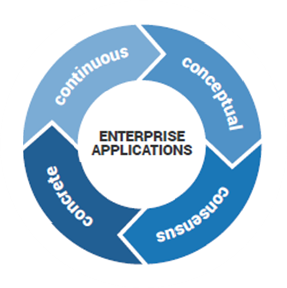 continuous
conceptual
ENTERPRISE
APPLICATIONS
concrete
consensus